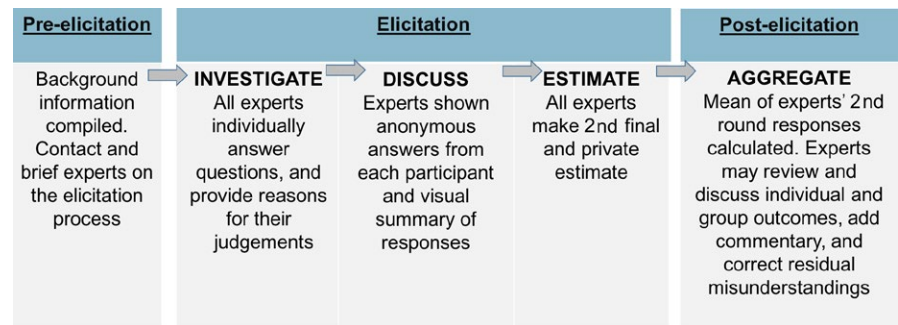 Pre-elicitation
Background
information
compiled.
Contact and
brief experts on
the elicitation
process
Elicitation
INVESTIGATE
All experts
individually
answer
questions, and
provide reasons
for their
judgements
DISCUSS
Experts shown
anonymous
answers from
each participant
and visual
summary of
responses
ESTIMATE
All experts
make 2nd final
and private
estimate
Post-elicitation
AGGREGATE
Mean of experts' 2nd
round responses
calculated. Experts
may review and
discuss individual and
group outcomes, add
commentary, and
correct residual
misunderstandings